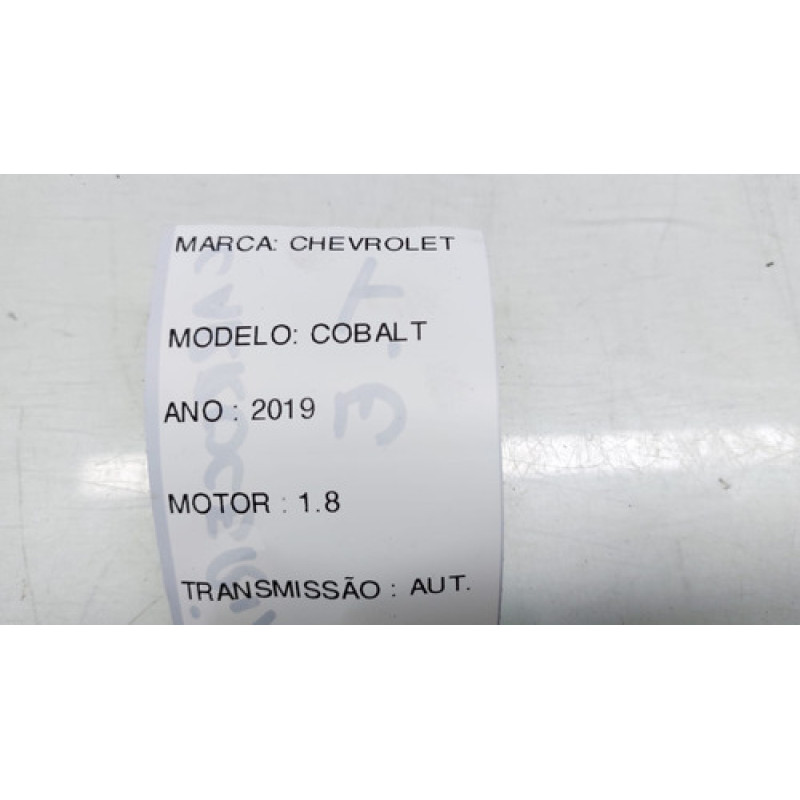 MARCA: CHEVROLET
MODELO: COBALT
ANO : 2019
MOTOR : 1.8
TRANSMISSÃO : AUT.